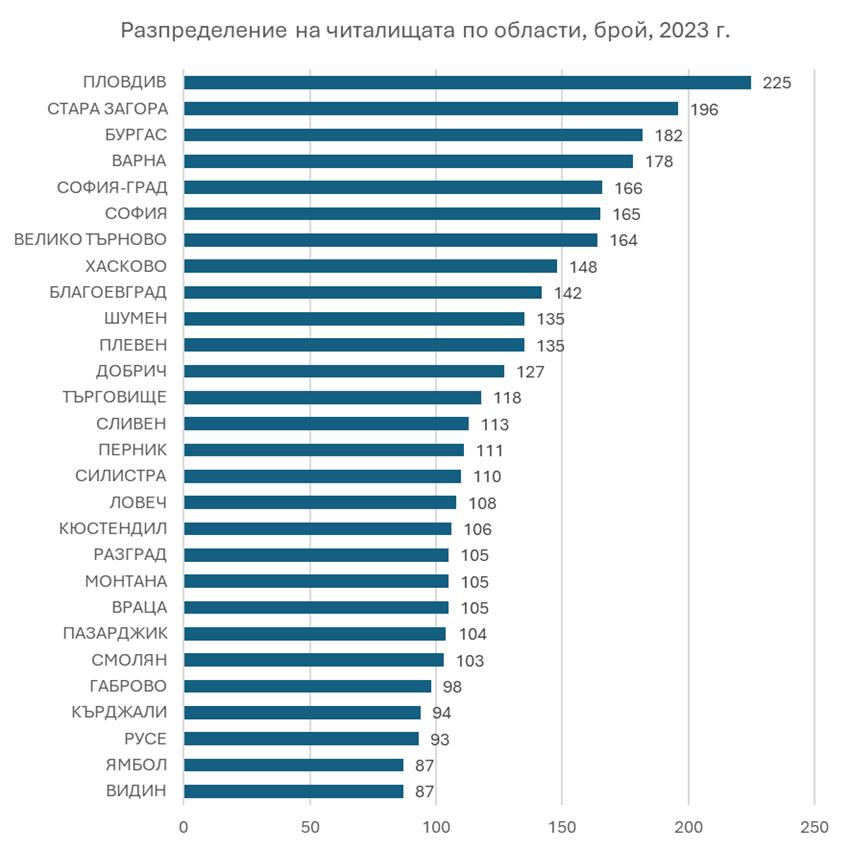 Разпределение на читалищата по области, брой, 2023 г.
ПЛОВДИВ 225
СТАРА ЗАГОРА 196
БУРГАС 182
ВАРНА 178
СОФИЯ-ГРАД 166
СОФИЯ 165
ВЕЛИКО ТЪРНОВО 164
ХАСКОВО 148
БЛАГОЕВГРАД 142
ШУМЕН 135
ПЛЕВЕН 135
ДОБРИЧ 127
ТЪРГОВИЩЕ 118
СЛИВЕН 113
ПЕРНИК 111
СИЛИСТРА 110
ЛОВЕЧ 108
КЮСТЕНДИЛ 106
РАЗГРАД 105
МОНТАНА 105
ВРАЦА 105
ПАЗАРДЖИК 104
СМОЛЯН 103
ГАБРОВО 98
КЪРДЖАЛИ 94
РУСЕ 93
ЯМБОЛ 87
ВИДИН 87
0 50 100 150 200 250